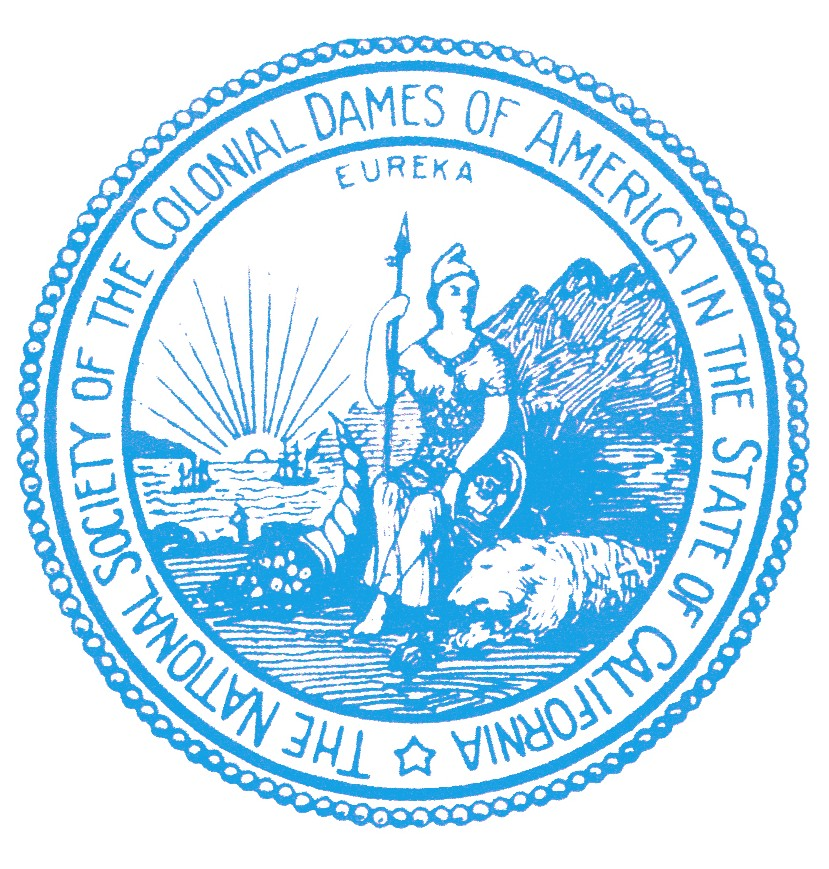 THE NATIONAL SOCIETY OF THE COLONIAL DAMES OF AMERICA IN THE STATE OF CALIFORNIA
EUREKA